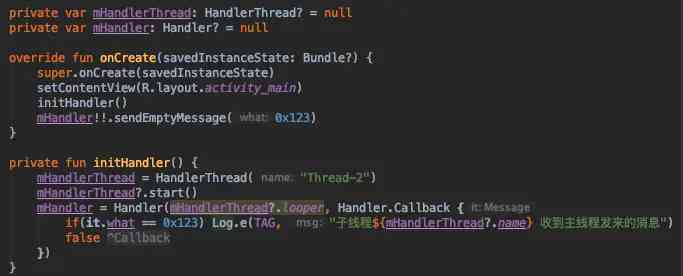 private var mHandlerThread: HandlerThread? = null
private var mHandler: Handler? = null
override fun onCreate(savedInstanceState: Bundle?) {
super.onCreate(savedInstanceState)
setContentView(R.layout.activity_main)
initHandler()
mHandler!!.sendEmptyMessage( what: 0x123)
}
private fun initHandler() {
mHandlerThread = HandlerThread( name: "Thread-2")
mHandlerThread?.start()
mHandler = Handler(mHandlerThread?.looper, Handler.Callback { it: Message
if(it.what == 0x123) Log.e(TAG, msg: "子线程${mHandlerThread?.name} 收到主线程发来的消息")
false ^Callback
})
}